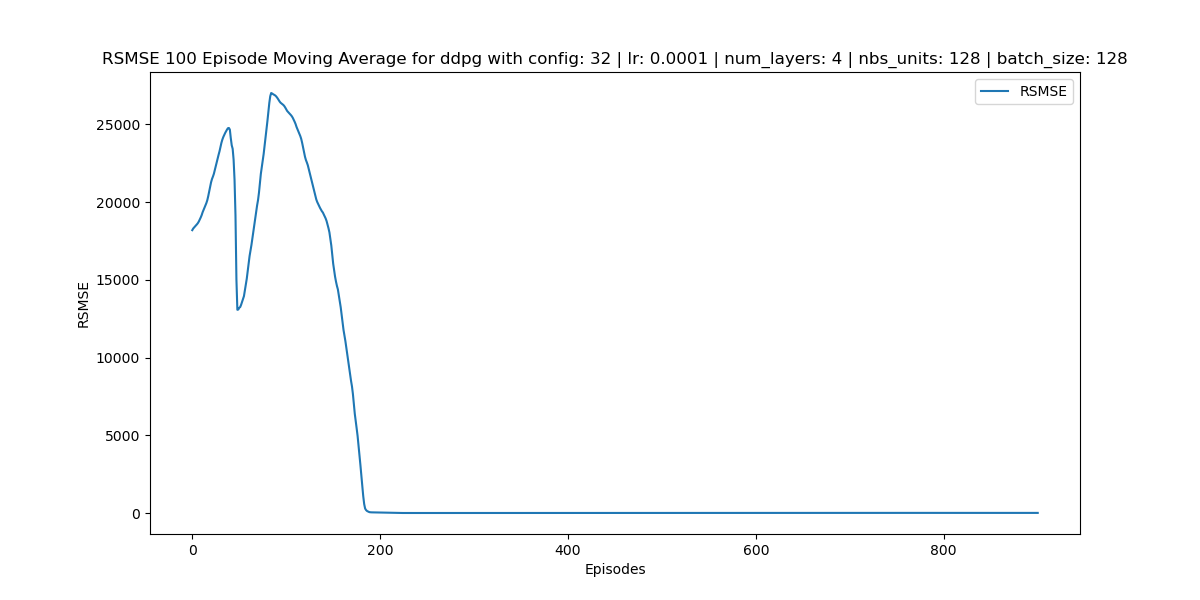 RSMSE 100 Episode Moving Average for ddpg with config: 32 | lr: 0.0001 | num_layers: 4 | nbs_units: 128 | batch_size: 128
RSMSE
25000
20000
15000
10000
5000
0
RSMSE
0 200 400 600 800
Episodes